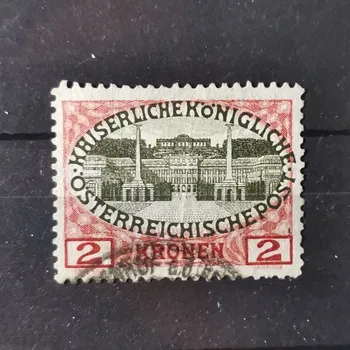 KAISERLICHE KÖNIGLICHE
ÖSTERREICHISCHE POST
2 KRONEN 2